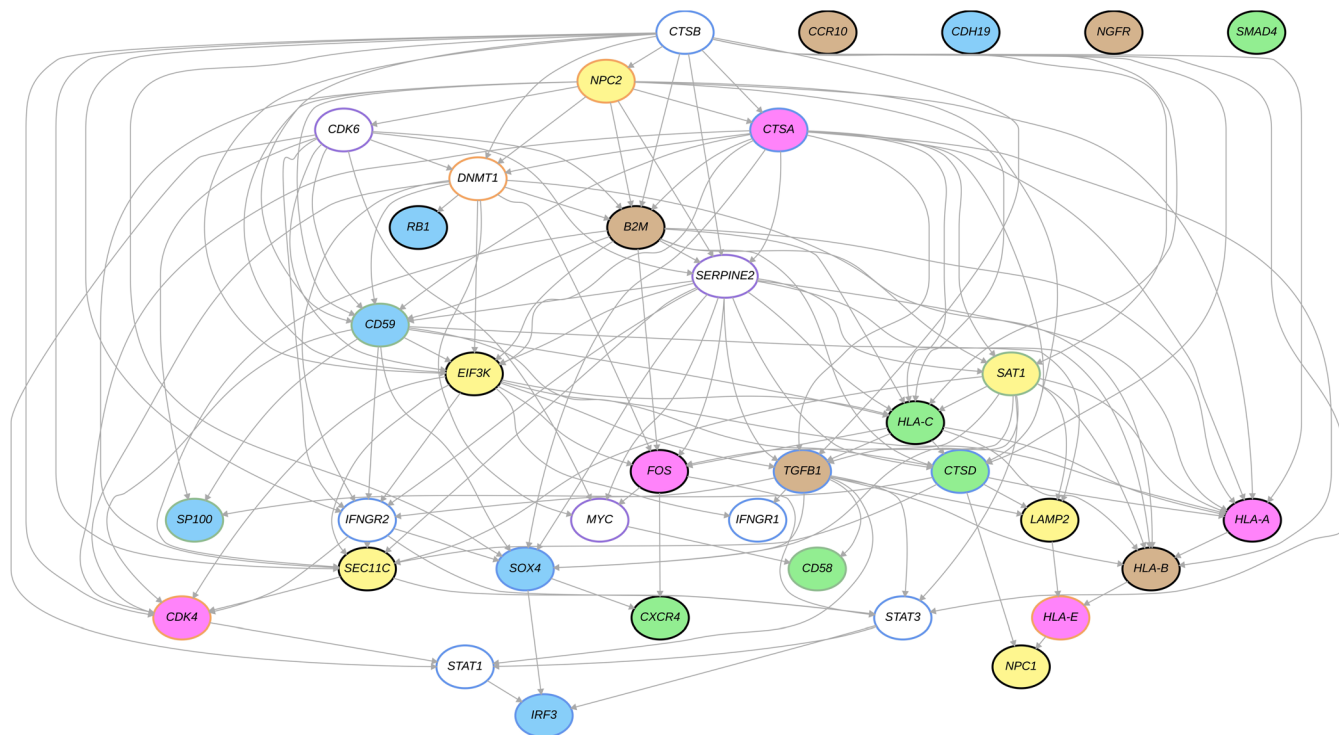 CTSB
CCR10
CDH19
NGFR
SMAD4
NPC2
CDK6
CTSA
DNMT1
RB1
B2M
SERPINE2
CD59
EIF3K
SAT1
HLA-C
FOS
TGFB1
CTSD
SP100
IFNGR2
MYC
IFNGR1
LAMP2
HLA-A
SEC11C
SOX4
CD58
HLA-B
CDK4
CXCR4
STAT3
HLA-E
STAT1
NPC1
IRF3